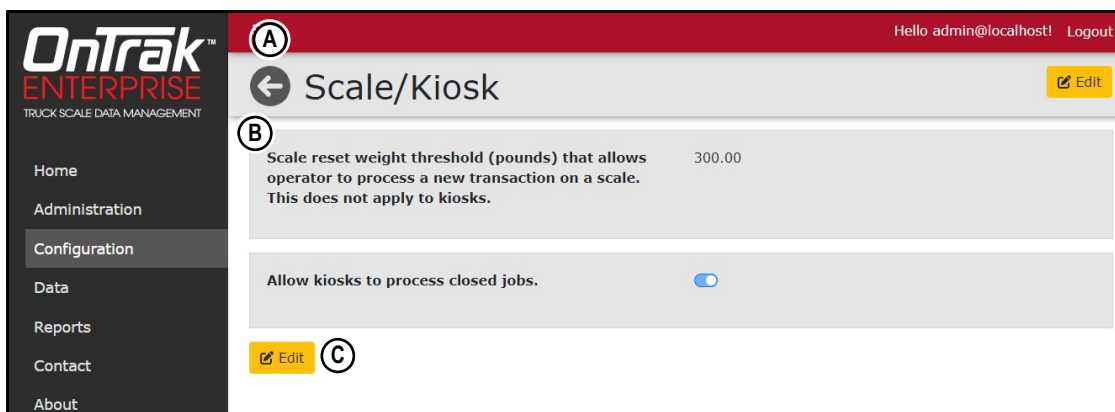 OnTrak™
ENTERPRISE
TRUCK SCALE DATA MANAGEMENT
Home
Administration
Configuration
Data
Reports
Contact
About
A
Hello admin@localhost! Logout
Scale/Kiosk
Edit
B
Scale reset weight threshold (pounds) that allows
operator to process a new transaction on a scale.
This does not apply to kiosks.
300.00
Allow kiosks to process closed jobs.
Edit
C